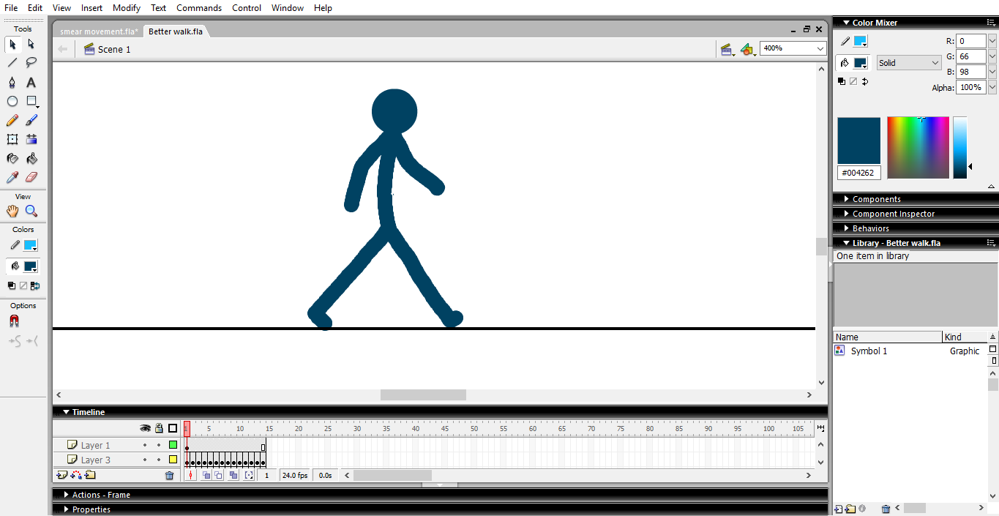 File Edit View Insert Modify Text Commands Control Window Help
Tools
smear movement.fla* Better walk.fla
Scene 1
400%
View
Colors
Options
Color Mixer
R: 0
Solid
G: 66
B: 98
Alpha: 100%
#004262
Components
Component Inspector
Behaviors
Library - Better walk.fla
One item in library
Name Kind
Symbol 1 Graphic
Timeline
1 5 10 15 20 25 30 35 40 45 50 55 60 65 70 75 80 85 90 95 100 105
Layer 1
Layer 3
1 24.0 fps 0.0s
Actions - Frame
Properties